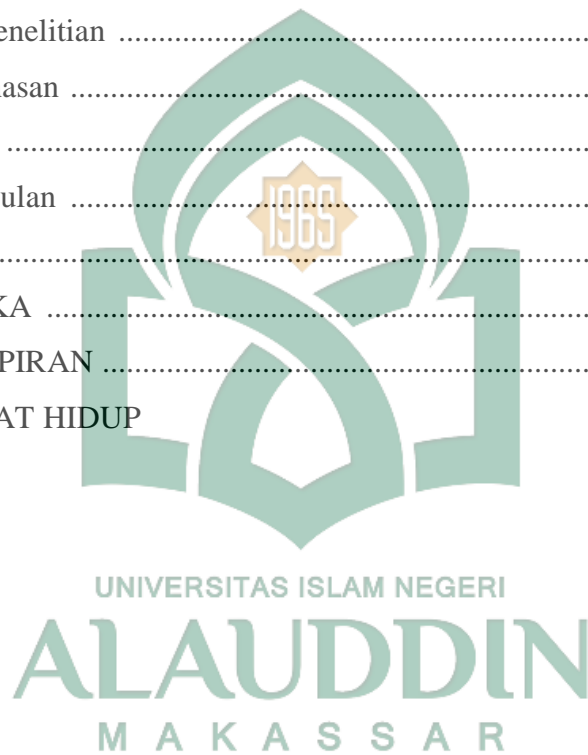 enelitian ..................................................
asan ..................................................
..................................................
ulan ..................................................
1965
..................................................
KA ..................................................
PIRAN ..................................................
AT HIDUP
UNIVERSITAS ISLAM NEGERI
ALAUDDIN
MAKASSAR